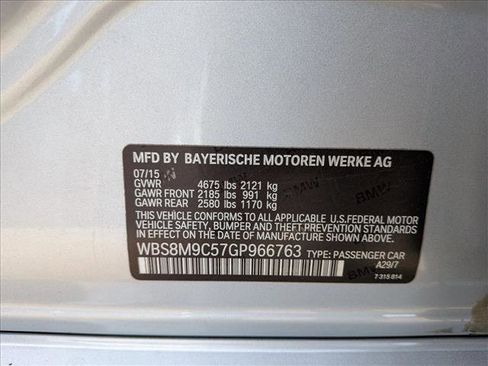 MFD BY BAYERISCHE MOTOREN WERKE AG
07/15
GVWR 4675 lbs 2121 kg
GAWR FRONT 2185 lbs 991 kg
GAWR REAR 2580 lbs 1170 kg
THIS VEHICLE CONFORMS TO ALL APPLICABLE U.S.FEDERAL MOTOR
VEHICLE SAFETY, BUMPER AND THEFT PREVENTION STANDARDS
IN EFFECT ON THE DATE OF MANUFACTURE SHOWN ABOVE.
WBS8M9C57GP966763
TYPE: PASSENGER CAR
A29/7
7 315 814
BMW
BMW